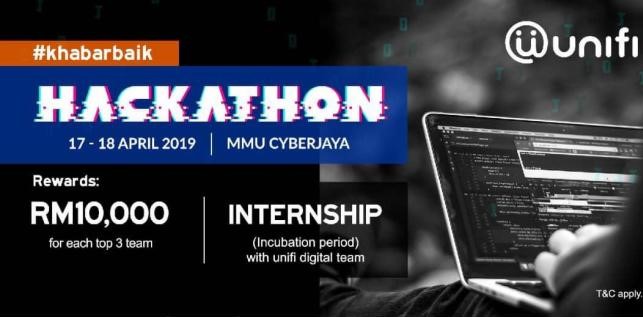 #khabarbaik
unifi
HACKATHON
17 - 18 APRIL 2019 | MMU CYBERJAYA
Rewards:
RM10,000
for each top 3 team
INTERNSHIP
(Incubation period)
with unifi digital team
T&C apply.